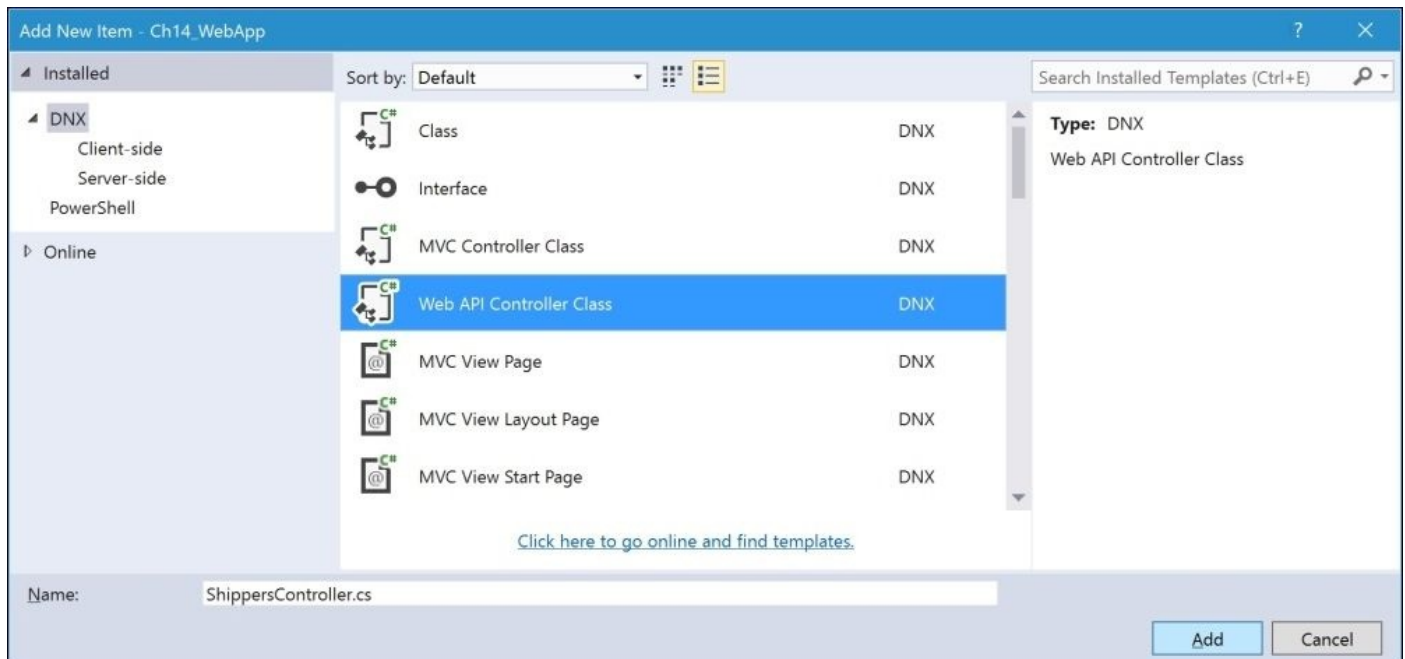 Add New Item - Ch14_WebApp ?
Installed
Sort by: Default
Search Installed Templates (Ctrl+E)
DNX
Client-side
Server-side
PowerShell
Online
C# Class DNX
Interface DNX
C# MVC Controller Class DNX
C# Web API Controller Class DNX
C# @ MVC View Page DNX
C# @ MVC View Layout Page DNX
C# @ MVC View Start Page DNX
Click here to go online and find templates.
Type: DNX
Web API Controller Class
Name: ShippersController.cs
Add Cancel